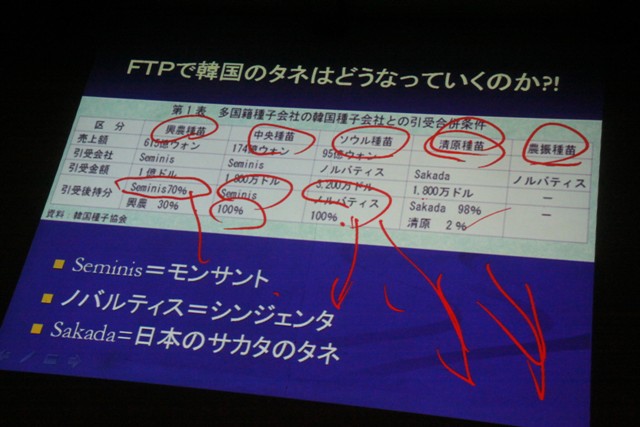 FTPで韓国のタネはどうなっていくのか?!
第1表 多国籍種子会社の韓国種子会社との引受合併条件
区 分 興農種苗 中央種苗 ソウル種苗 清原種苗 農振種苗
売上額 615億ウォン 174億ウォン 95億ウォン
引受会社 Seminis Seminis ノルバティス Sakada ノルバティス
引受金額 1億ドル 1,800万ドル 3,200万ドル 1,800万ドル －
引受後持分 Seminis70% Seminis ノルバティス Sakada 98% －
興農 30% 100% 100% 清原 2%
資料：韓国種子協会
■ Seminis＝モンサント
■ ノバルティス＝シンジェンタ
■ Sakada＝日本のサカタのタネ